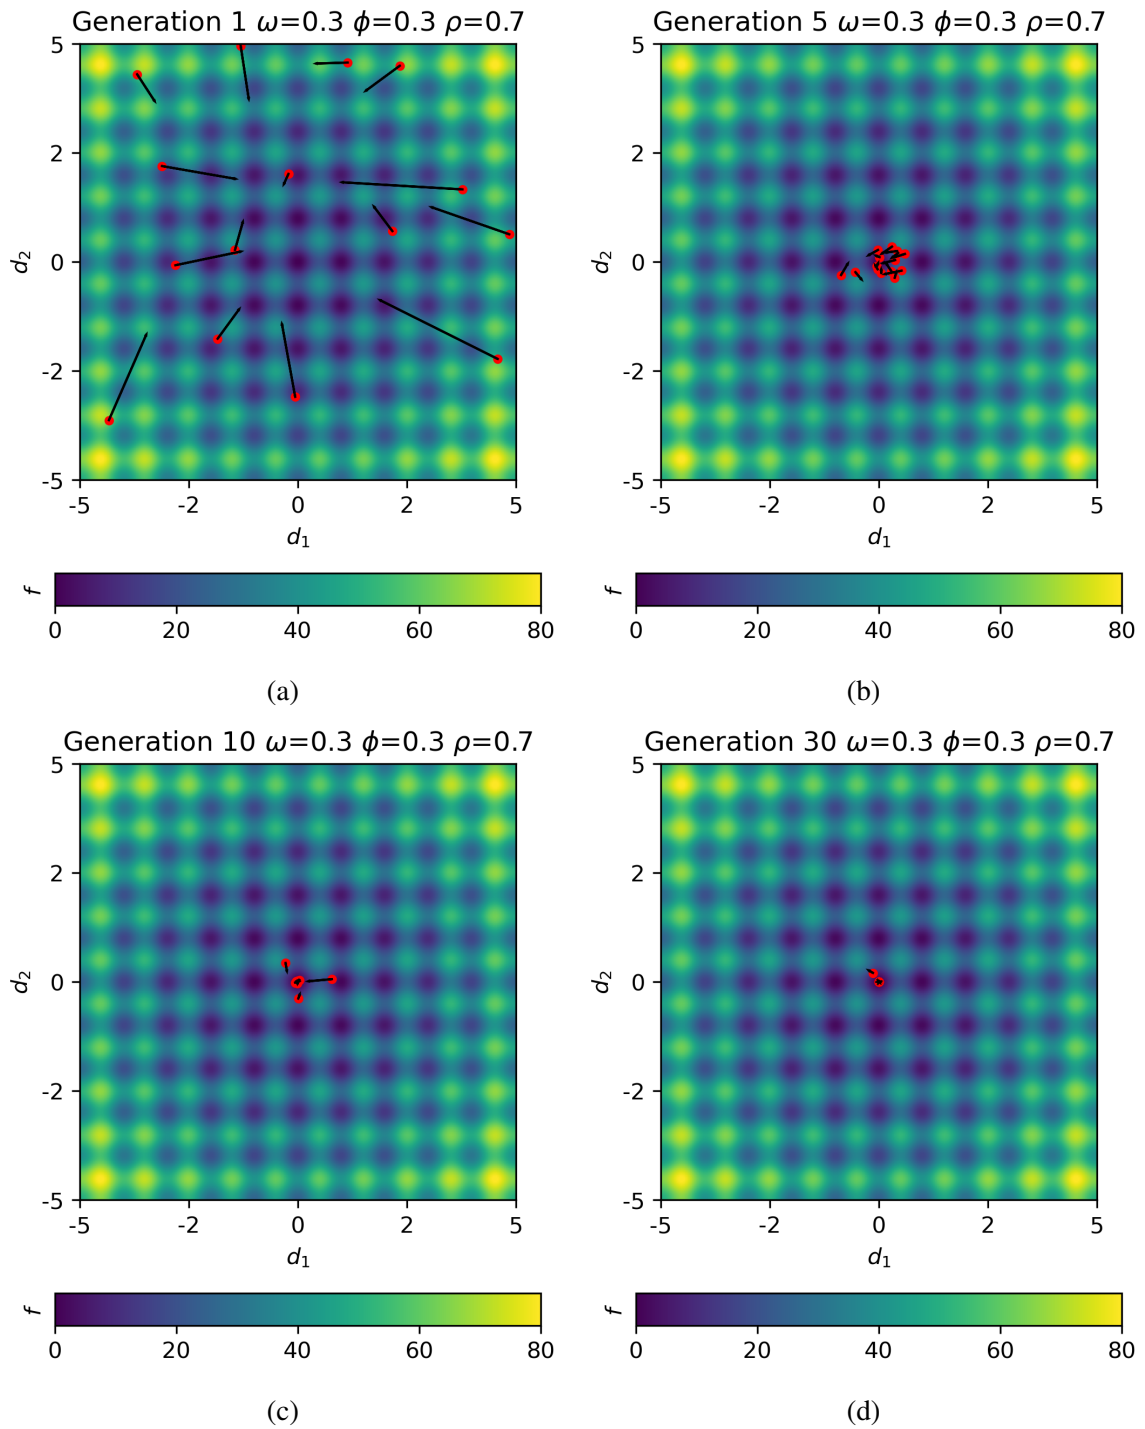 Generation 1 ω=0.3 ϕ=0.3 ρ=0.7
5
2
0
-2
-5
d₂
-5 -2 0 2 5
d₁
f
0 20 40 60 80
(a)
Generation 5 ω=0.3 ϕ=0.3 ρ=0.7
5
2
0
-2
-5
d₂
-5 -2 0 2 5
d₁
f
0 20 40 60 80
(b)
Generation 10 ω=0.3 ϕ=0.3 ρ=0.7
5
2
0
-2
-5
d₂
-5 -2 0 2 5
d₁
f
0 20 40 60 80
(c)
Generation 30 ω=0.3 ϕ=0.3 ρ=0.7
5
2
0
-2
-5
d₂
-5 -2 0 2 5
d₁
f
0 20 40 60 80
(d)